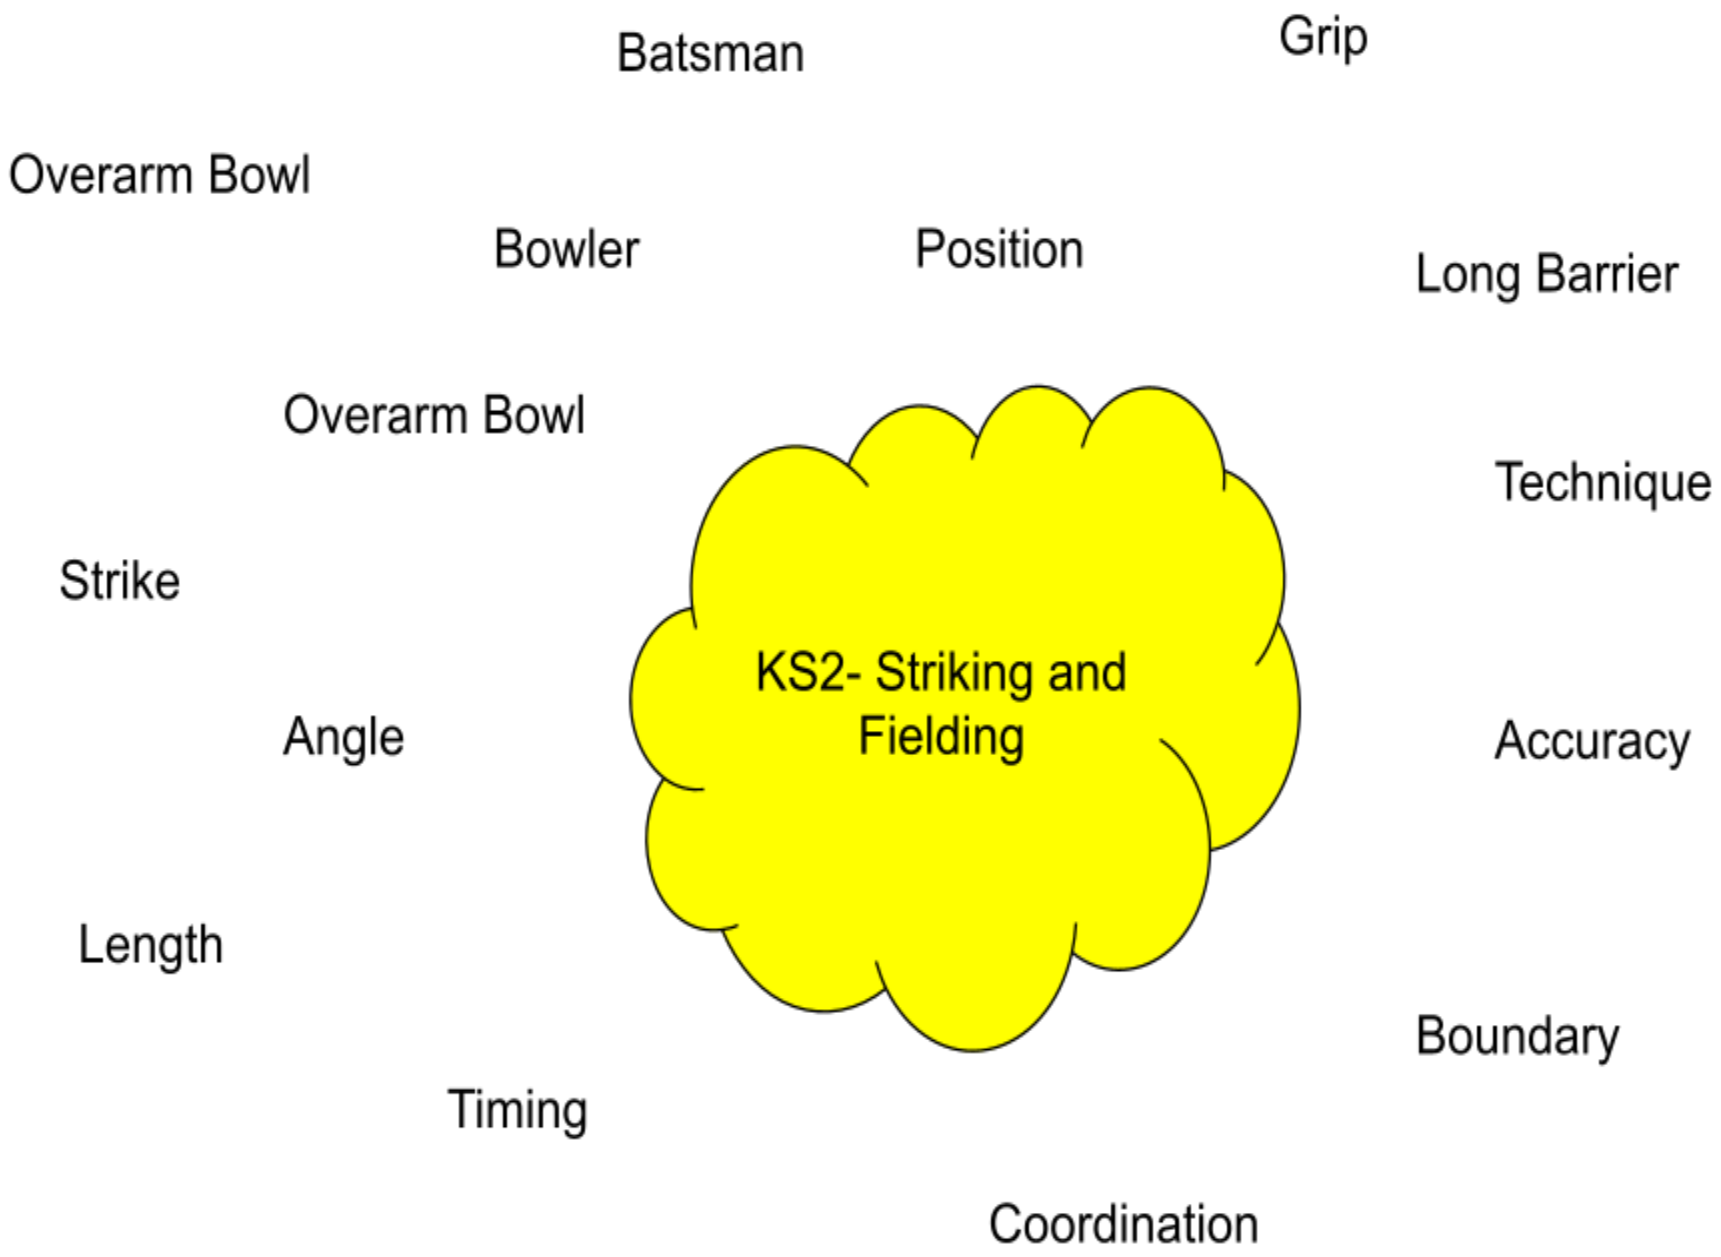 Grip
Batsman
Overarm Bowl
Bowler
Position
Long Barrier
Overarm Bowl
Technique
Strike
KS2- Striking and
Fielding
Angle
Accuracy
Length
Boundary
Timing
Coordination